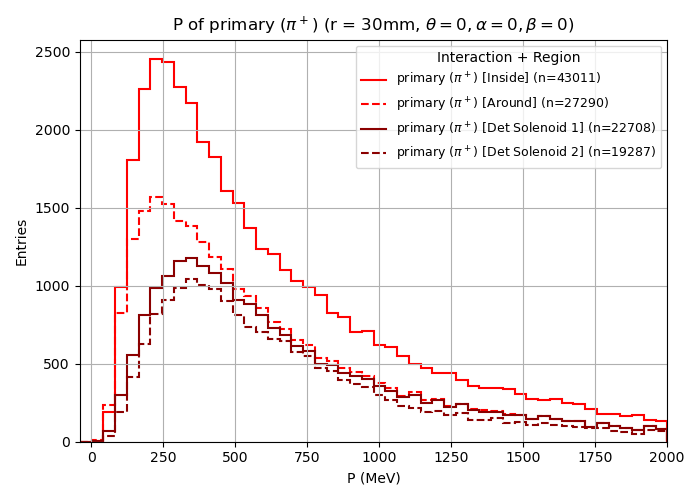 P of primary (π⁺) (r = 30mm, θ = 0, α = 0, β = 0)
Interaction + Region
primary (π⁺) [Inside] (n=43011)
primary (π⁺) [Around] (n=27290)
primary (π⁺) [Det Solenoid 1] (n=22708)
primary (π⁺) [Det Solenoid 2] (n=19287)
Entries
2500
2000
1500
1000
500
0
0 250 500 750 1000 1250 1500 1750 2000
P (MeV)